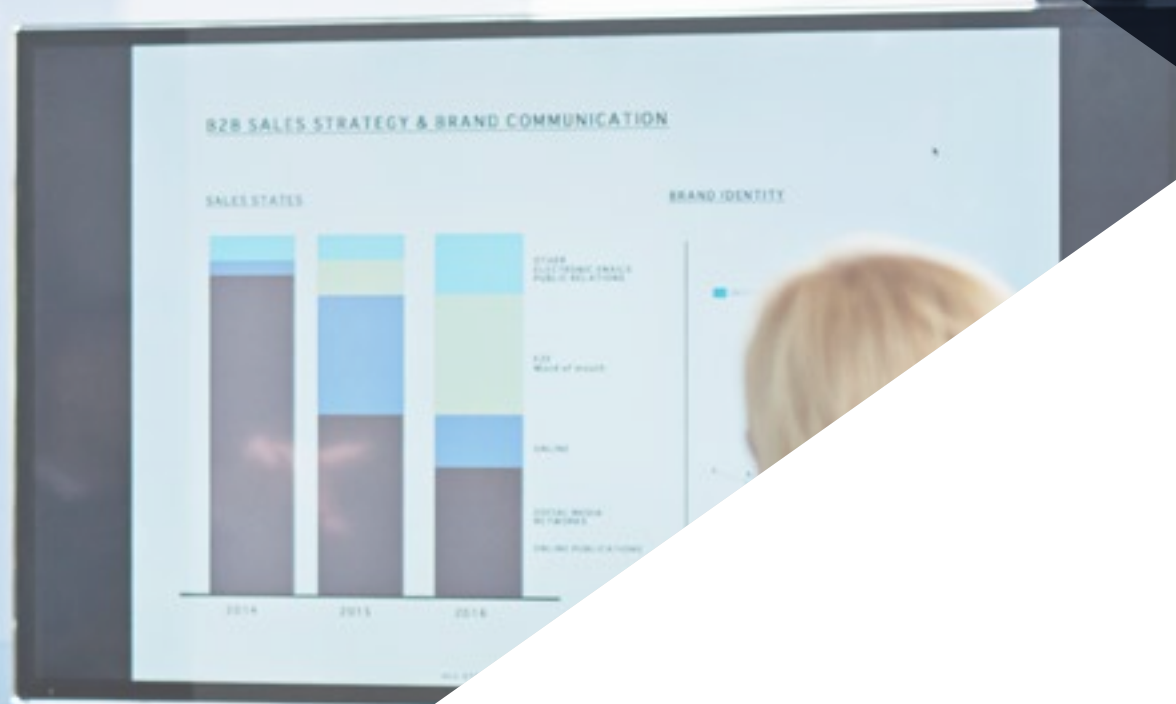 B2B SALES STRATEGY & BRAND COMMUNICATION
SALES STATES
BRAND IDENTITY
OTHER
ELECTRONIC EMAILS
PUBLIC RELATIONS
B2B
Word of mouth
ONLINE
SOCIAL MEDIA
NETWORKS
ONLINE PUBLICATIONS
2014
2015
2016